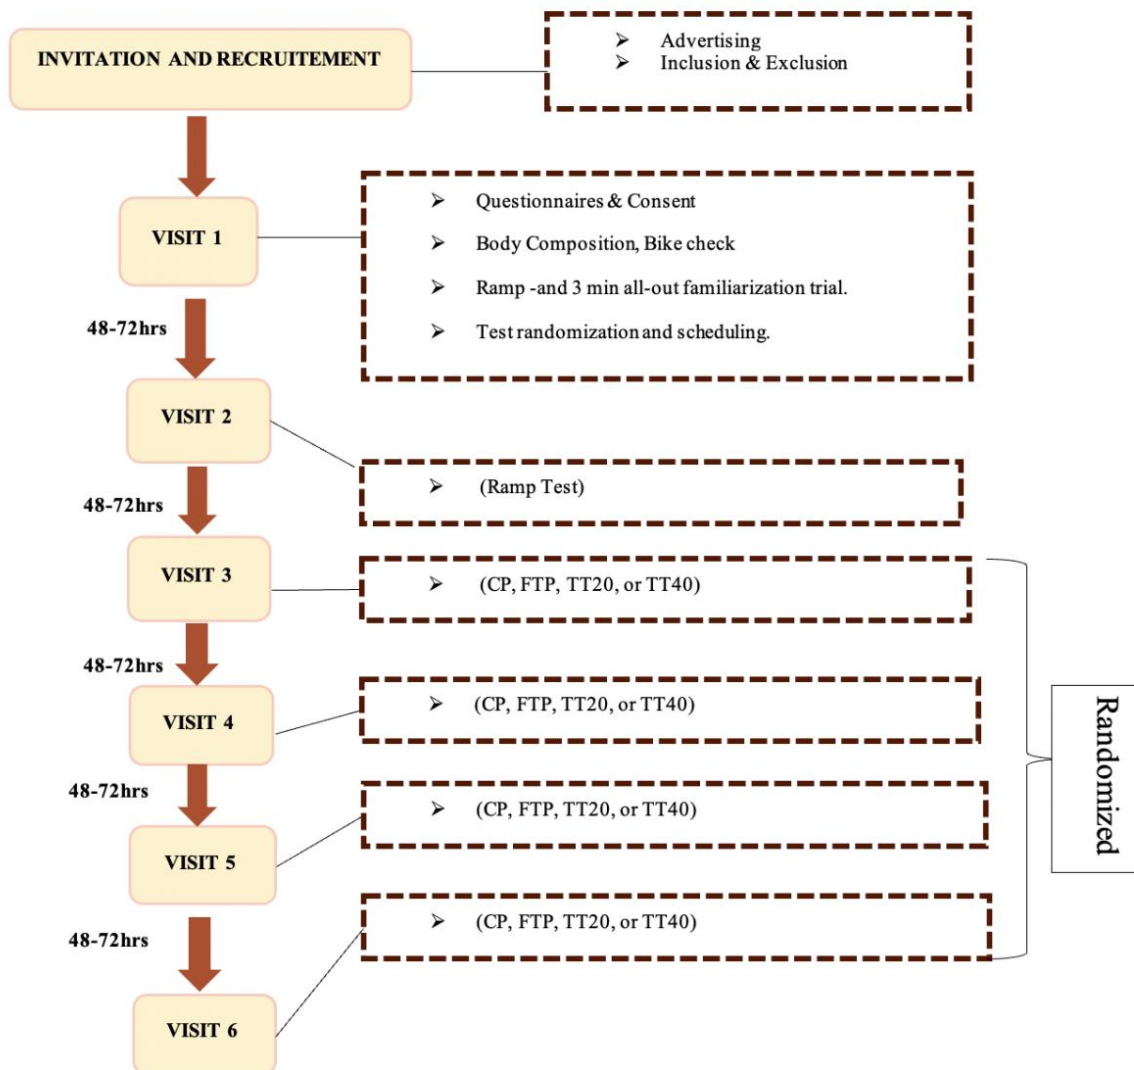 INVITATION AND RECRUITEMENT
➢ Advertising
➢ Inclusion & Exclusion
VISIT 1
➢ Questionnaires & Consent
➢ Body Composition, Bike check
➢ Ramp -and 3 min all-out familiarization trial.
➢ Test randomization and scheduling.
48-72hrs
VISIT 2
➢ (Ramp Test)
48-72hrs
VISIT 3
➢ (CP, FTP, TT20, or TT40)
48-72hrs
VISIT 4
➢ (CP, FTP, TT20, or TT40)
48-72hrs
VISIT 5
➢ (CP, FTP, TT20, or TT40)
48-72hrs
VISIT 6
➢ (CP, FTP, TT20, or TT40)
Randomized